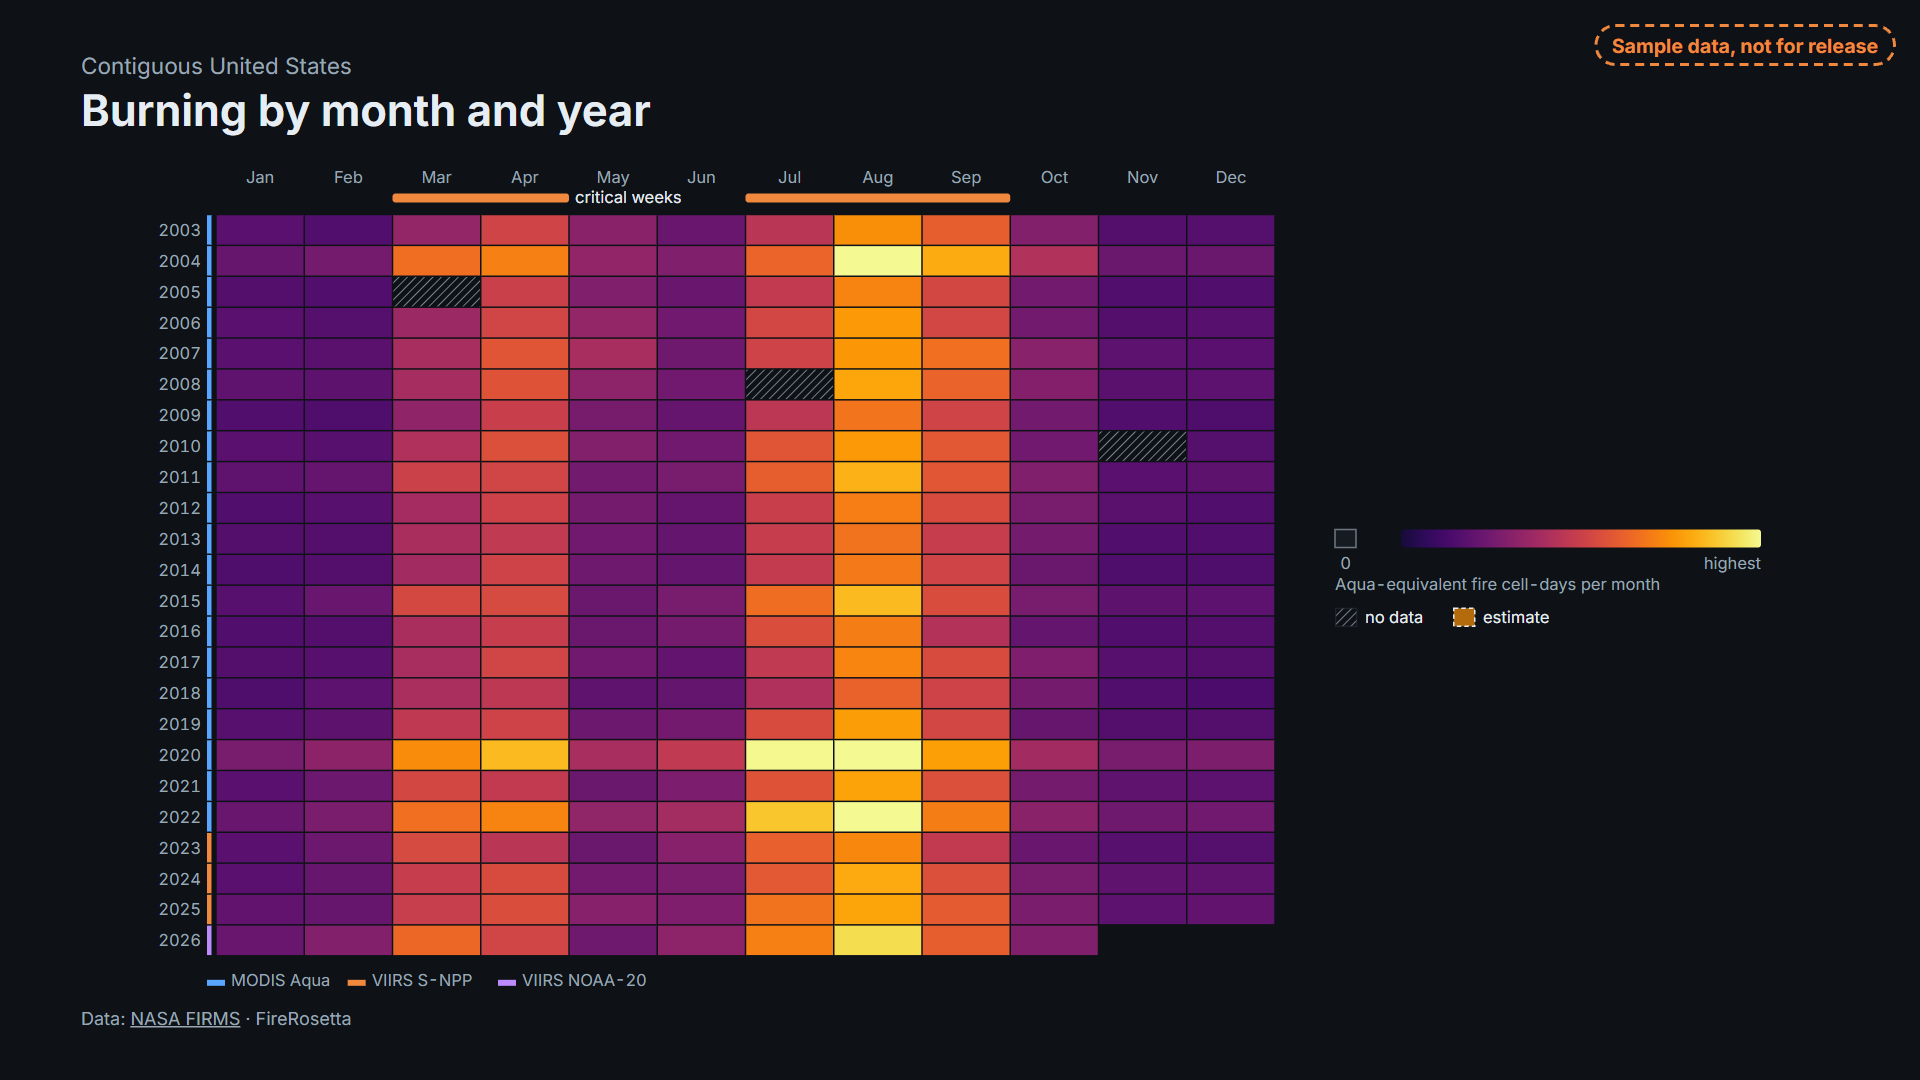 Sample data, not for release
Contiguous United States
Burning by month and year
Jan Feb Mar Apr May Jun Jul Aug Sep Oct Nov Dec
critical weeks
2003
2004
2005
2006
2007
2008
2009
2010
2011
2012
2013
2014
2015
2016
2017
2018
2019
2020
2021
2022
2023
2024
2025
2026
0 highest
Aqua-equivalent fire cell-days per month
no data estimate
MODIS Aqua VIIRS S-NPP VIIRS NOAA-20
Data: NASA FIRMS · FireRosetta